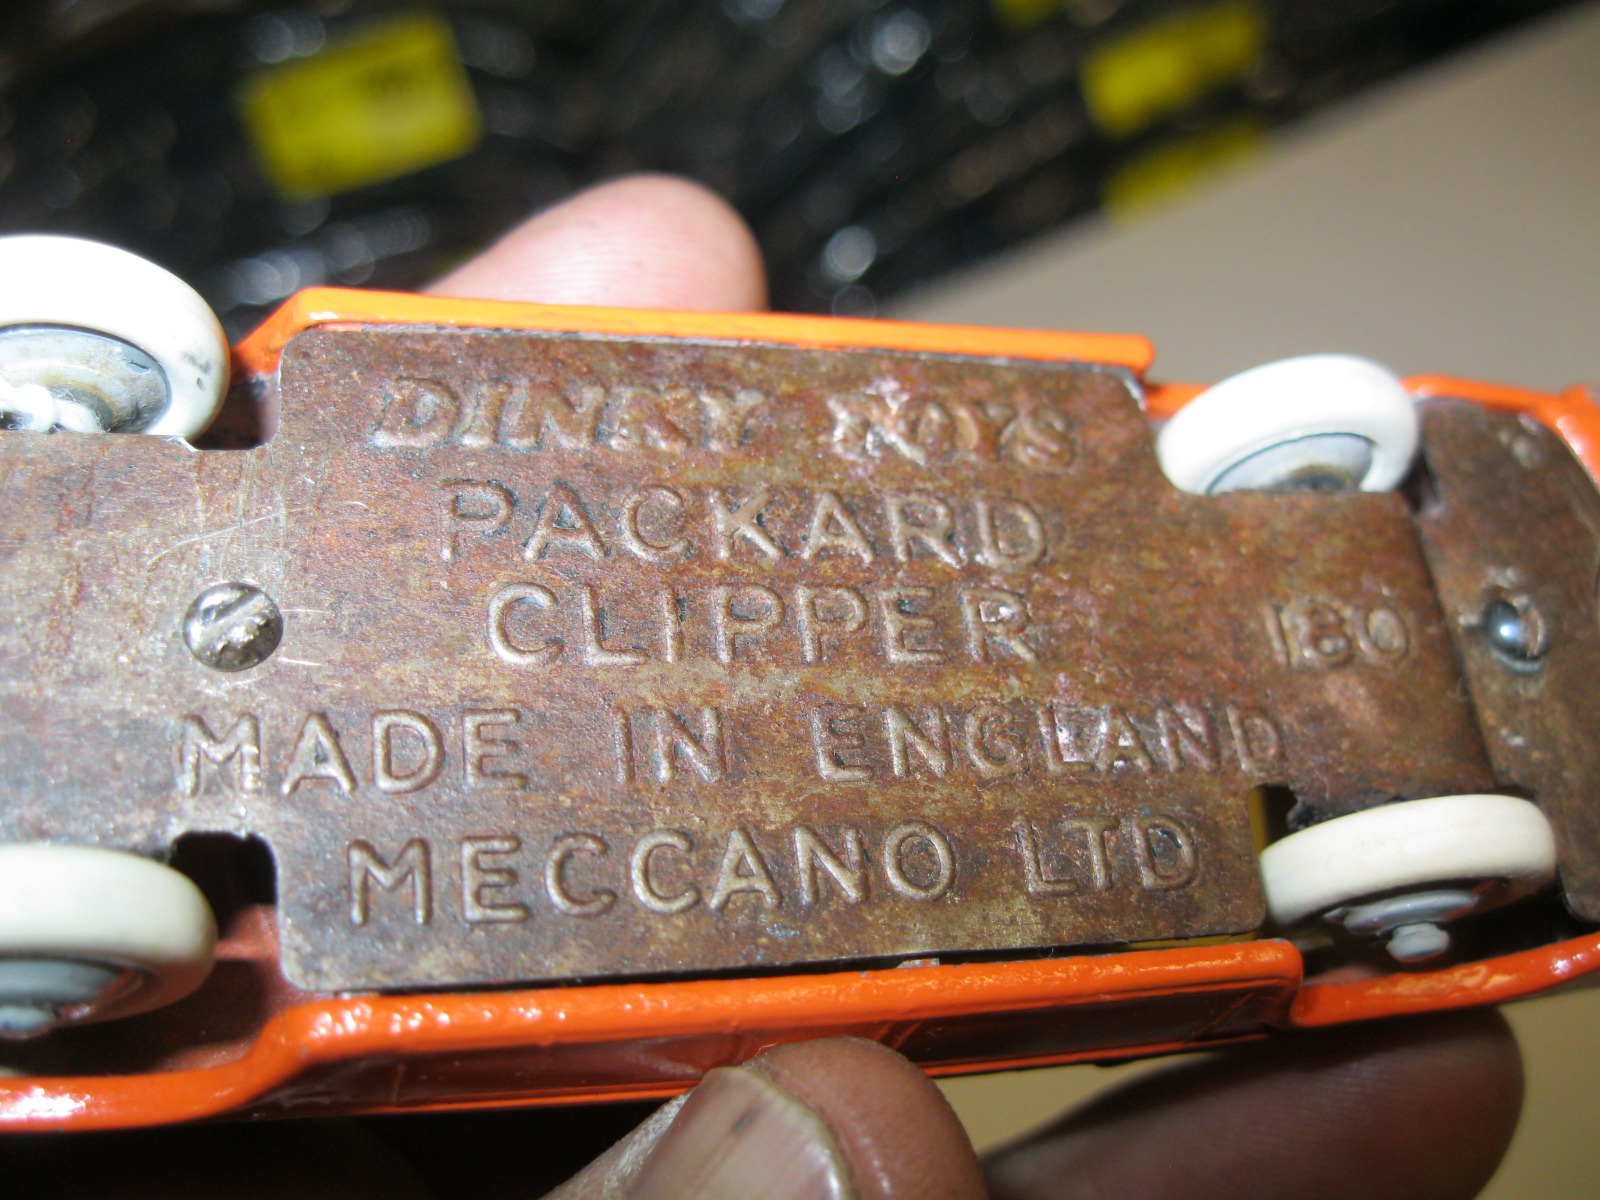 DINKY TOYS
PACKARD
CLIPPER
180
MADE IN ENGLAND
MECCANO LTD